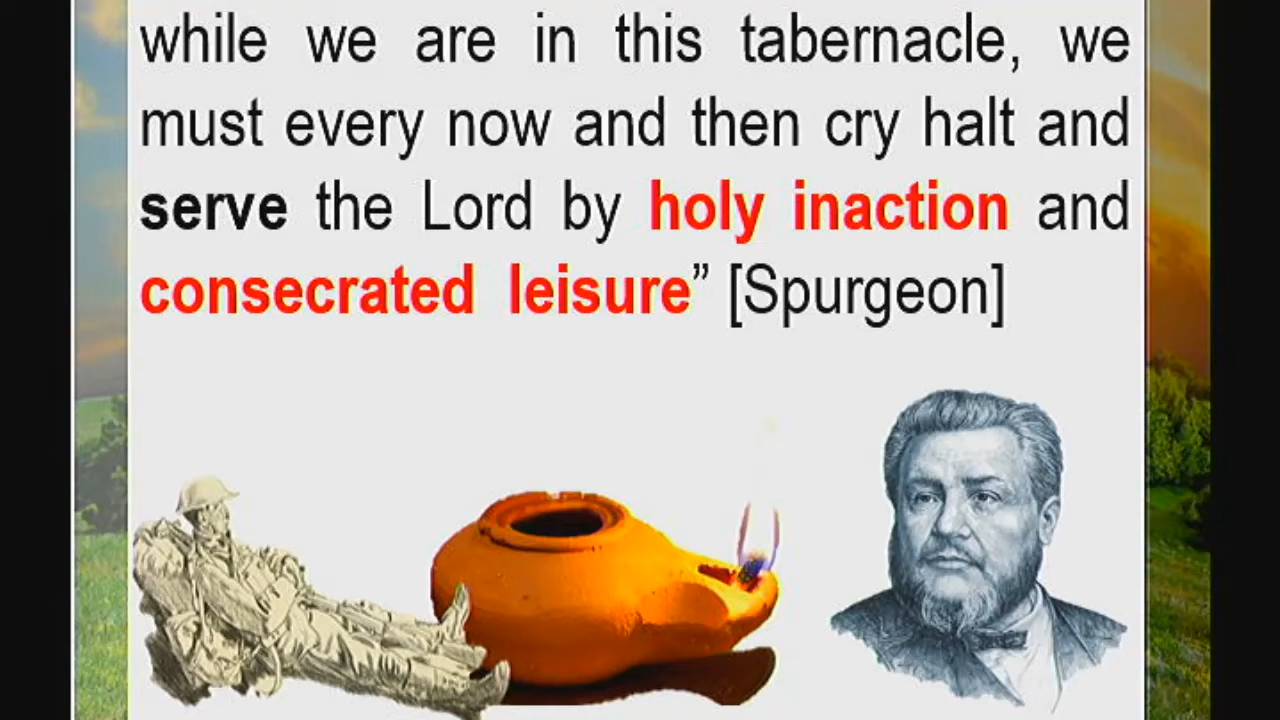 while we are in this tabernacle, we
must every now and then cry halt and
serve the Lord by holy inaction and
consecrated leisure” [Spurgeon]